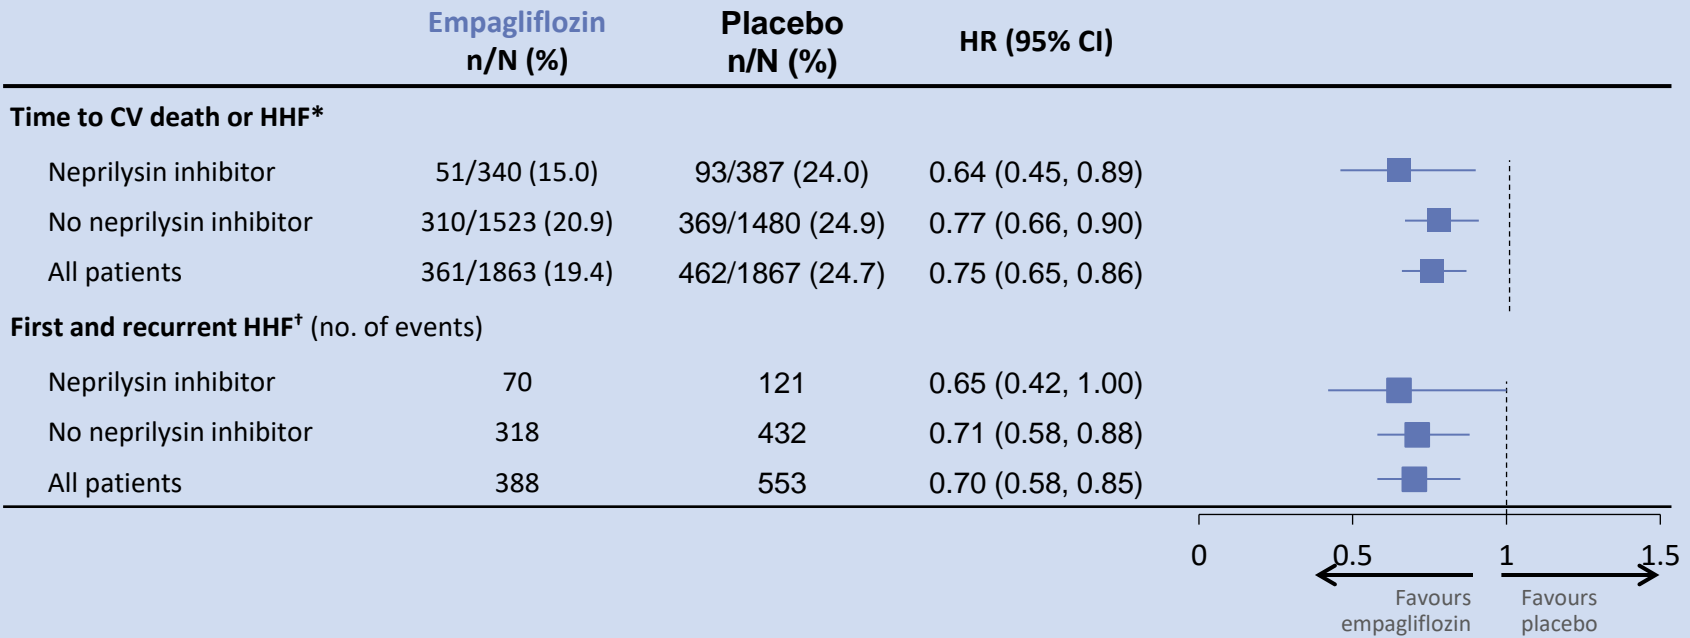 Empagliflozin n/N (%) Placebo n/N (%) HR (95% CI)
Time to CV death or HHF*
Neprilysin inhibitor 51/340 (15.0) 93/387 (24.0) 0.64 (0.45, 0.89)
No neprilysin inhibitor 310/1523 (20.9) 369/1480 (24.9) 0.77 (0.66, 0.90)
All patients 361/1863 (19.4) 462/1867 (24.7) 0.75 (0.65, 0.86)
First and recurrent HHF† (no. of events)
Neprilysin inhibitor 70 121 0.65 (0.42, 1.00)
No neprilysin inhibitor 318 432 0.71 (0.58, 0.88)
All patients 388 553 0.70 (0.58, 0.85)
0 0.5 1 1.5
Favours empagliflozin
Favours placebo